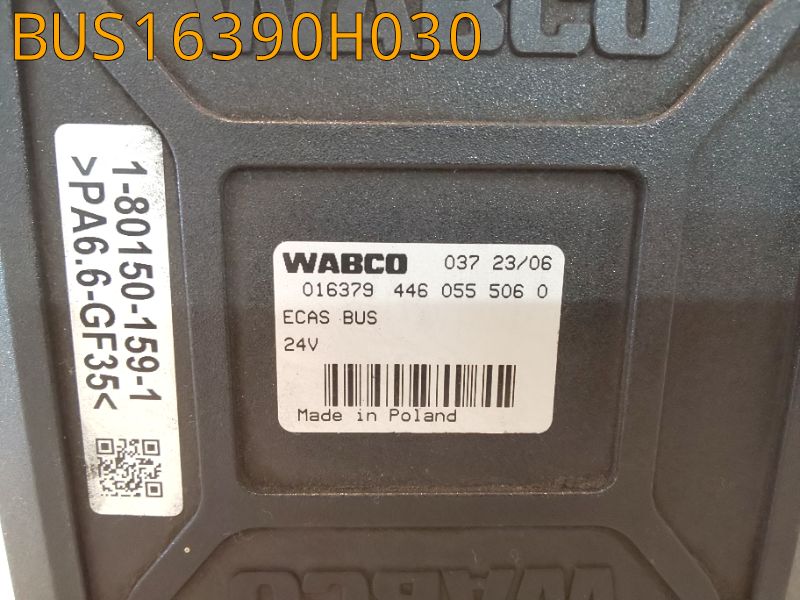 BUS16390H030
WABCO
1-80150-159-1
>PA6.6-GF35<
WABCO 037 23/06
016379 446 055 506 0
ECAS BUS
24V
Made in Poland
WABCO